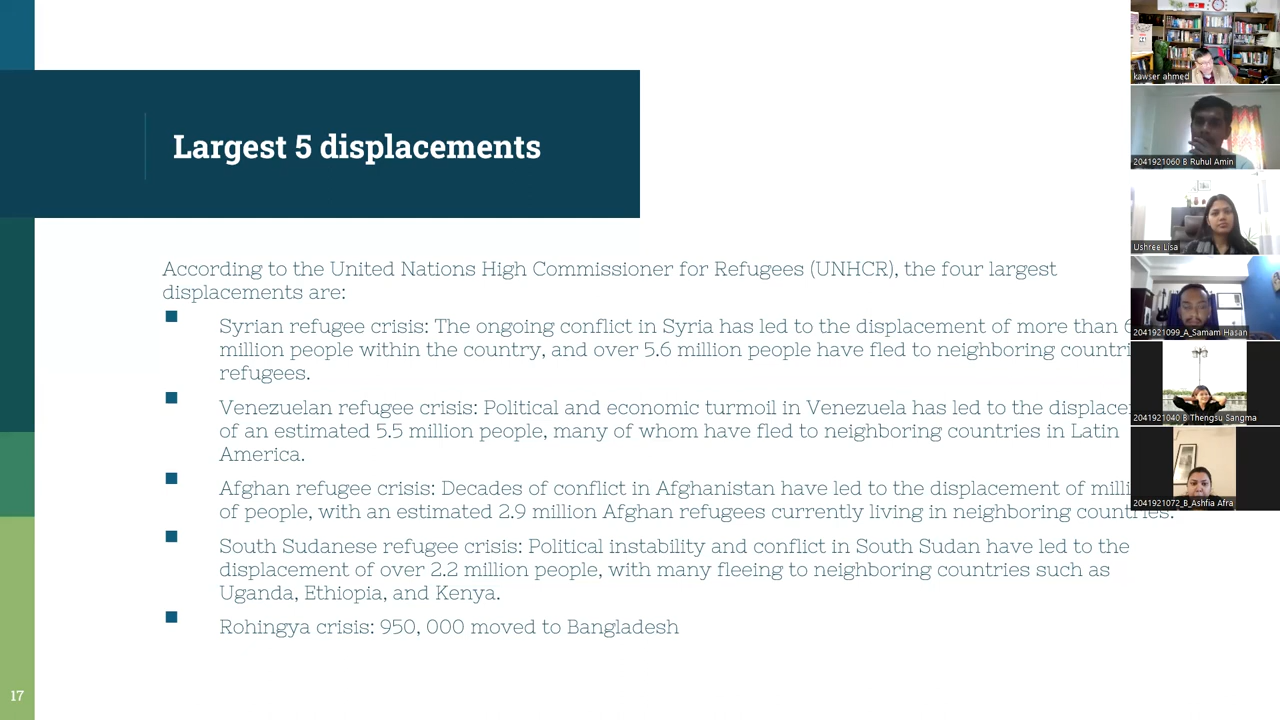 Largest 5 displacements
According to the United Nations High Commissioner for Refugees (UNHCR), the four largest
displacements are:
Syrian refugee crisis: The ongoing conflict in Syria has led to the displacement of more than
million people within the country, and over 5.6 million people have fled to neighboring
refugees.
Venezuelan refugee crisis: Political and economic turmoil in Venezuela has led to the
of an estimated 5.5 million people, many of whom have fled to neighboring countries in Latin
America.
Afghan refugee crisis: Decades of conflict in Afghanistan have led to the displacement of
of people, with an estimated 2.9 million Afghan refugees currently living in neighboring countries.
South Sudanese refugee crisis: Political instability and conflict in South Sudan have led to the
displacement of over 2.2 million people, with many fleeing to neighboring countries such as
Uganda, Ethiopia, and Kenya.
Rohingya crisis: 950, 000 moved to Bangladesh
17
kawser ahmed
2041921060 B Ruhul Amin
Ushree Lisa
2041921099_A_Samam Hasan
2041921040 B Thengsu Sangma
2041921072_B_Ashfia Afra